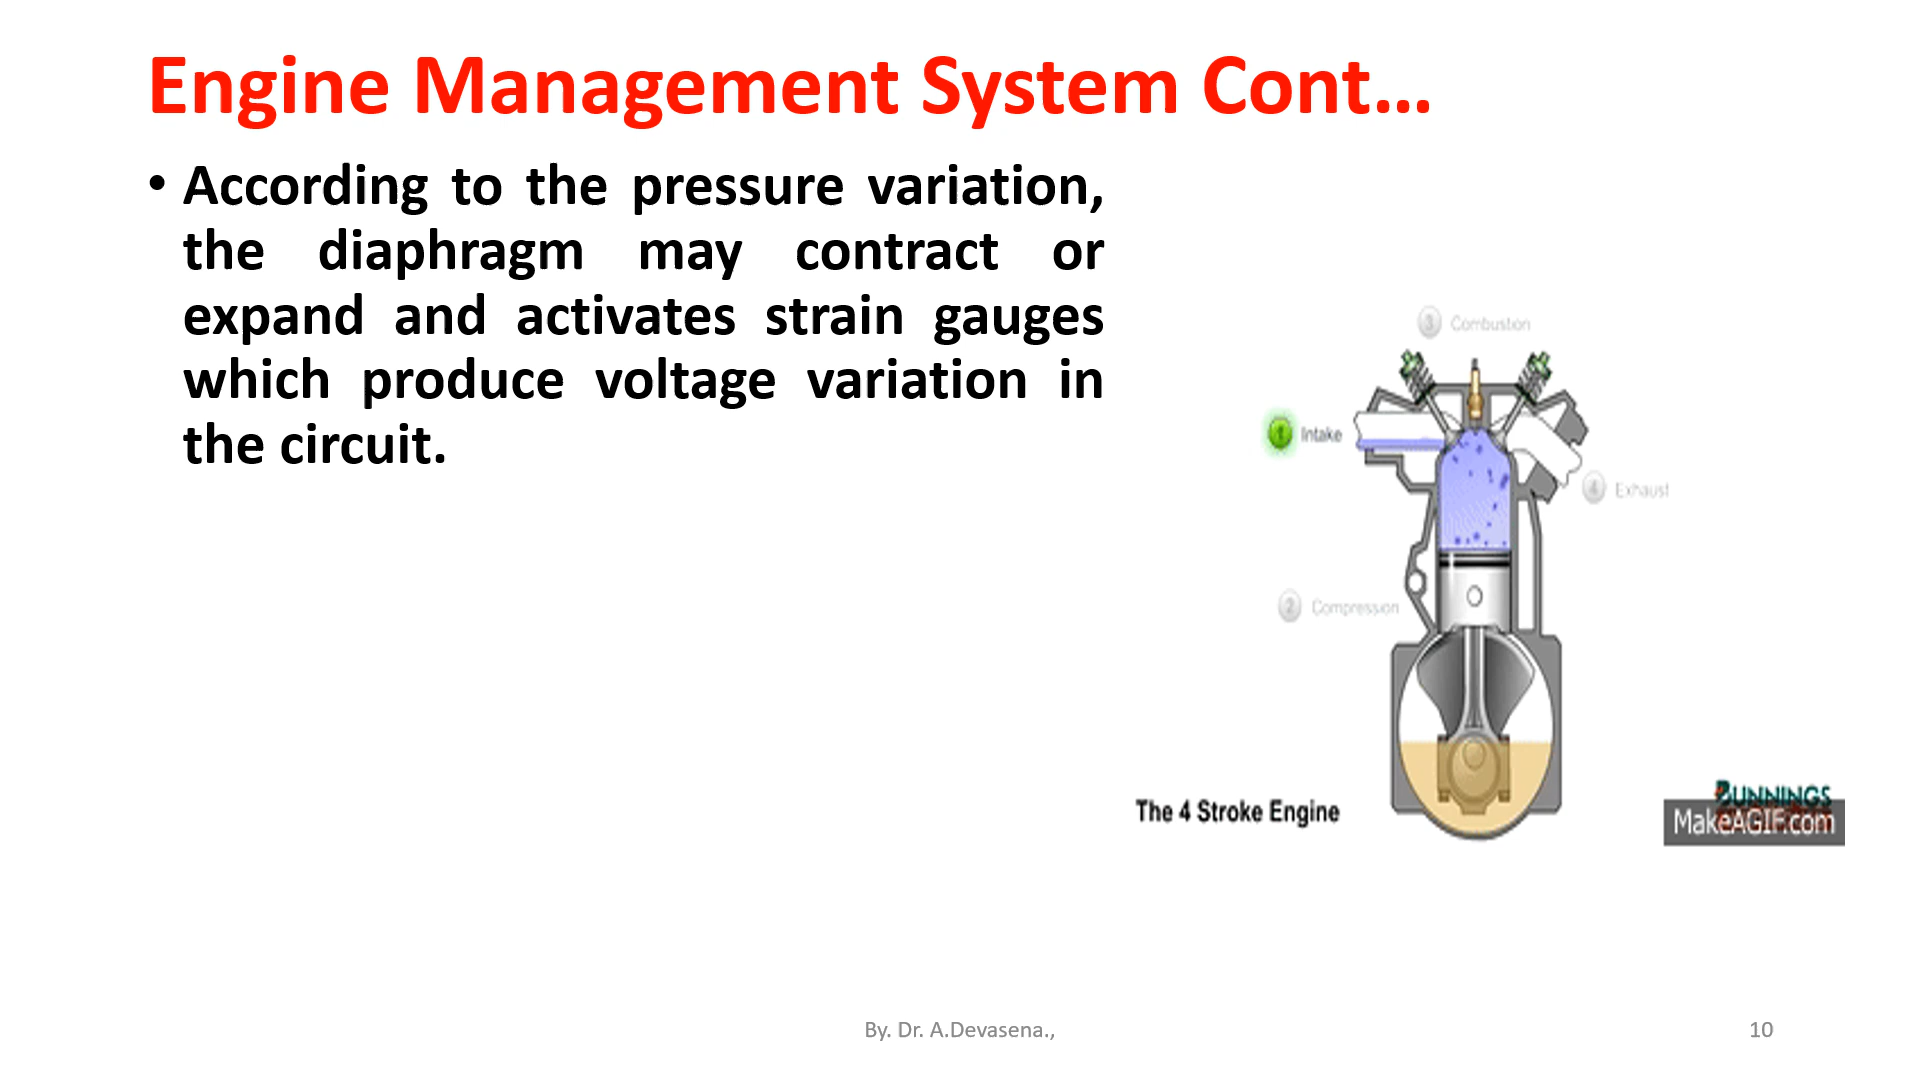 Engine Management System Cont...
• According to the pressure variation,
the diaphragm may contract or
expand and activates strain gauges
which produce voltage variation in
the circuit.
3 Combustion
1 Intake
4 Exhaust
2 Compression
The 4 Stroke Engine
BUNNINGS
MakeAGIF.com
By. Dr. A.Devasena.,
10